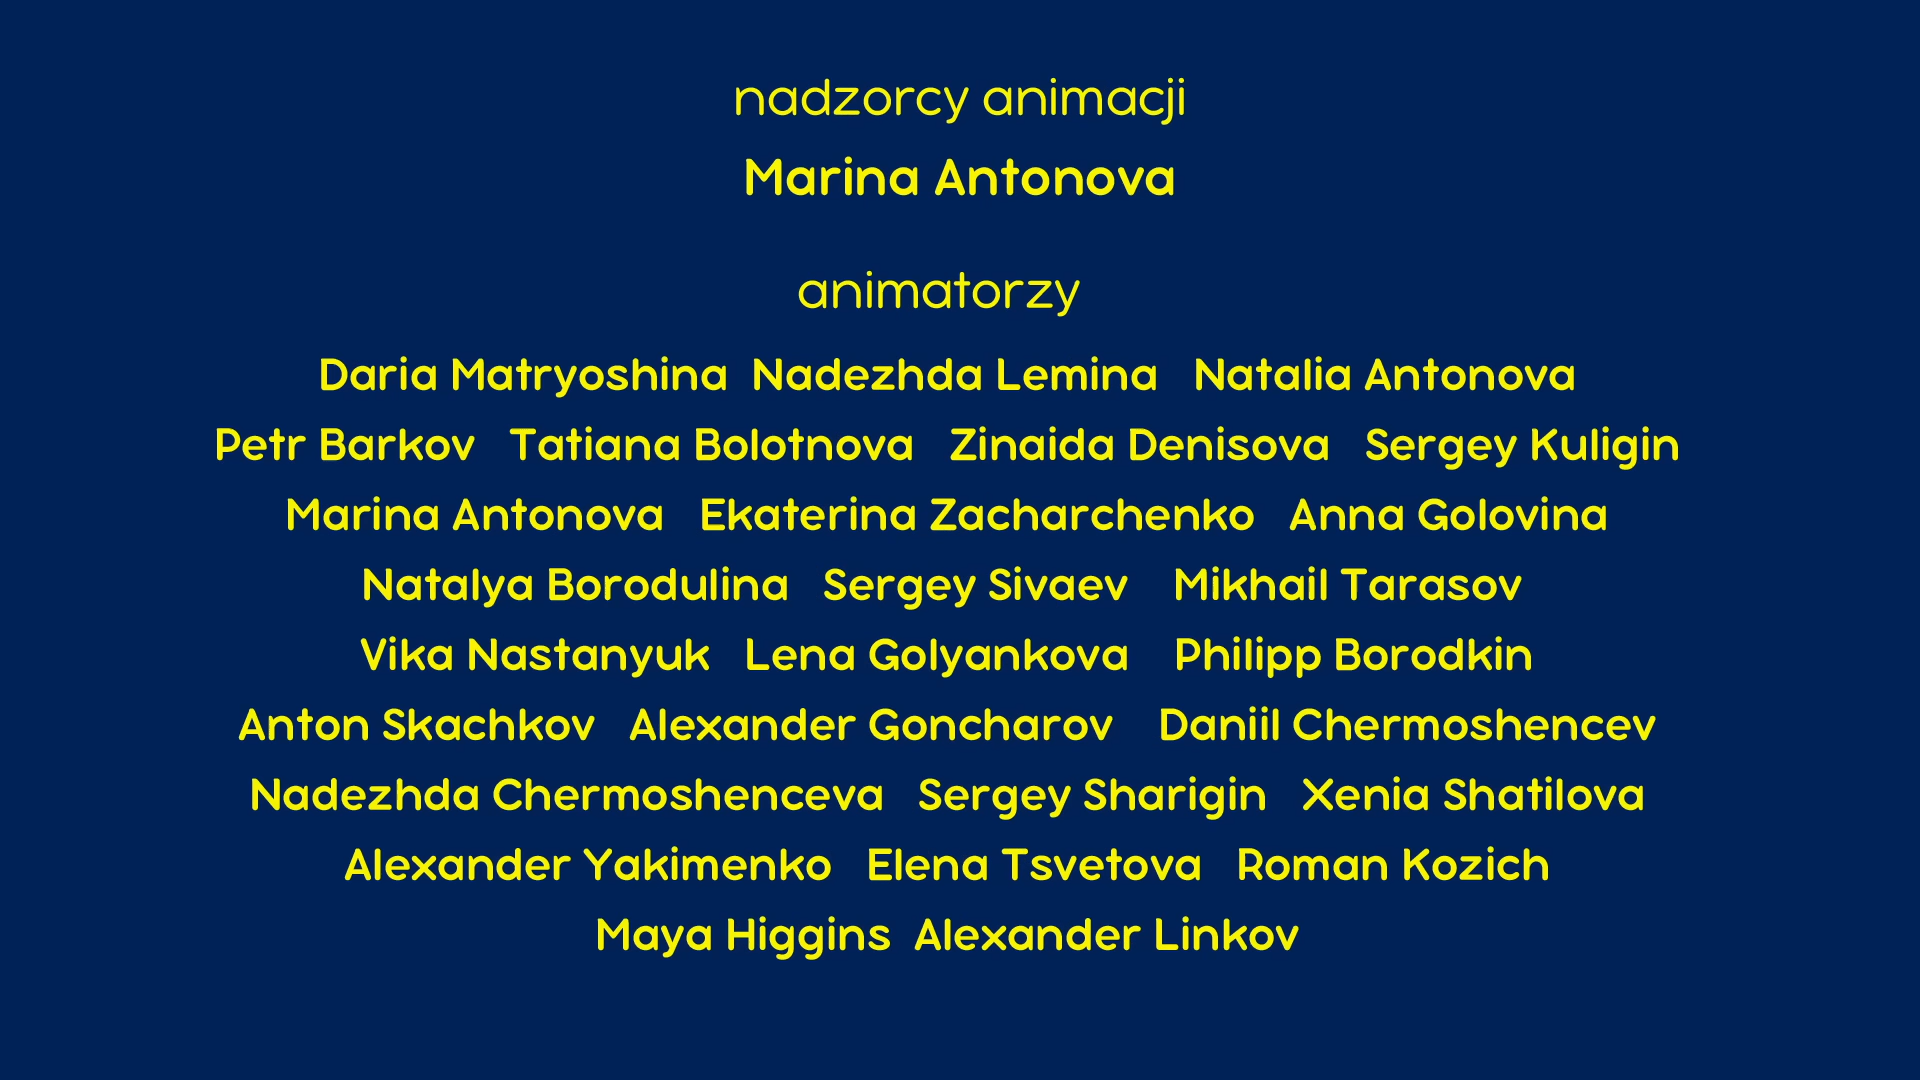 nadzorcy animacji
Marina Antonova
animatorzy
Daria Matryoshina Nadezhda Lemina Natalia Antonova
Petr Barkov Tatiana Bolotnova Zinaida Denisova Sergey Kuligin
Marina Antonova Ekaterina Zacharchenko Anna Golovina
Natalya Borodulina Sergey Sivaev Mikhail Tarasov
Vika Nastanyuk Lena Golyankova Philipp Borodkin
Anton Skachkov Alexander Goncharov Daniil Chermoshencev
Nadezhda Chermoshenceva Sergey Sharigin Xenia Shatilova
Alexander Yakimenko Elena Tsvetova Roman Kozich
Maya Higgins Alexander Linkov